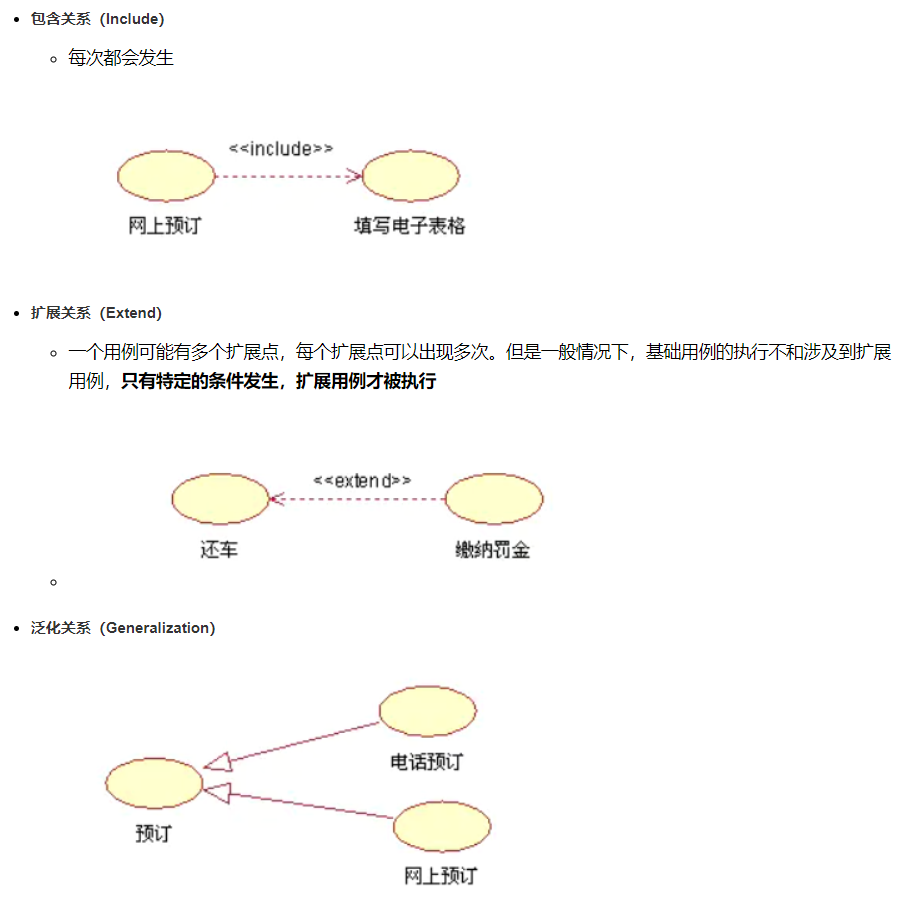 包含关系（Include）
每次都会发生
<<include>>
网上预订
填写电子表格
扩展关系（Extend）
一个用例可能有多个扩展点，每个扩展点可以出现多次。但是一般情况下，基础用例的执行不和涉及到扩展
用例，只有特定的条件发生，扩展用例才被执行
<<extend>>
还车
缴纳罚金
泛化关系（Generalization）
电话预订
预订
网上预订